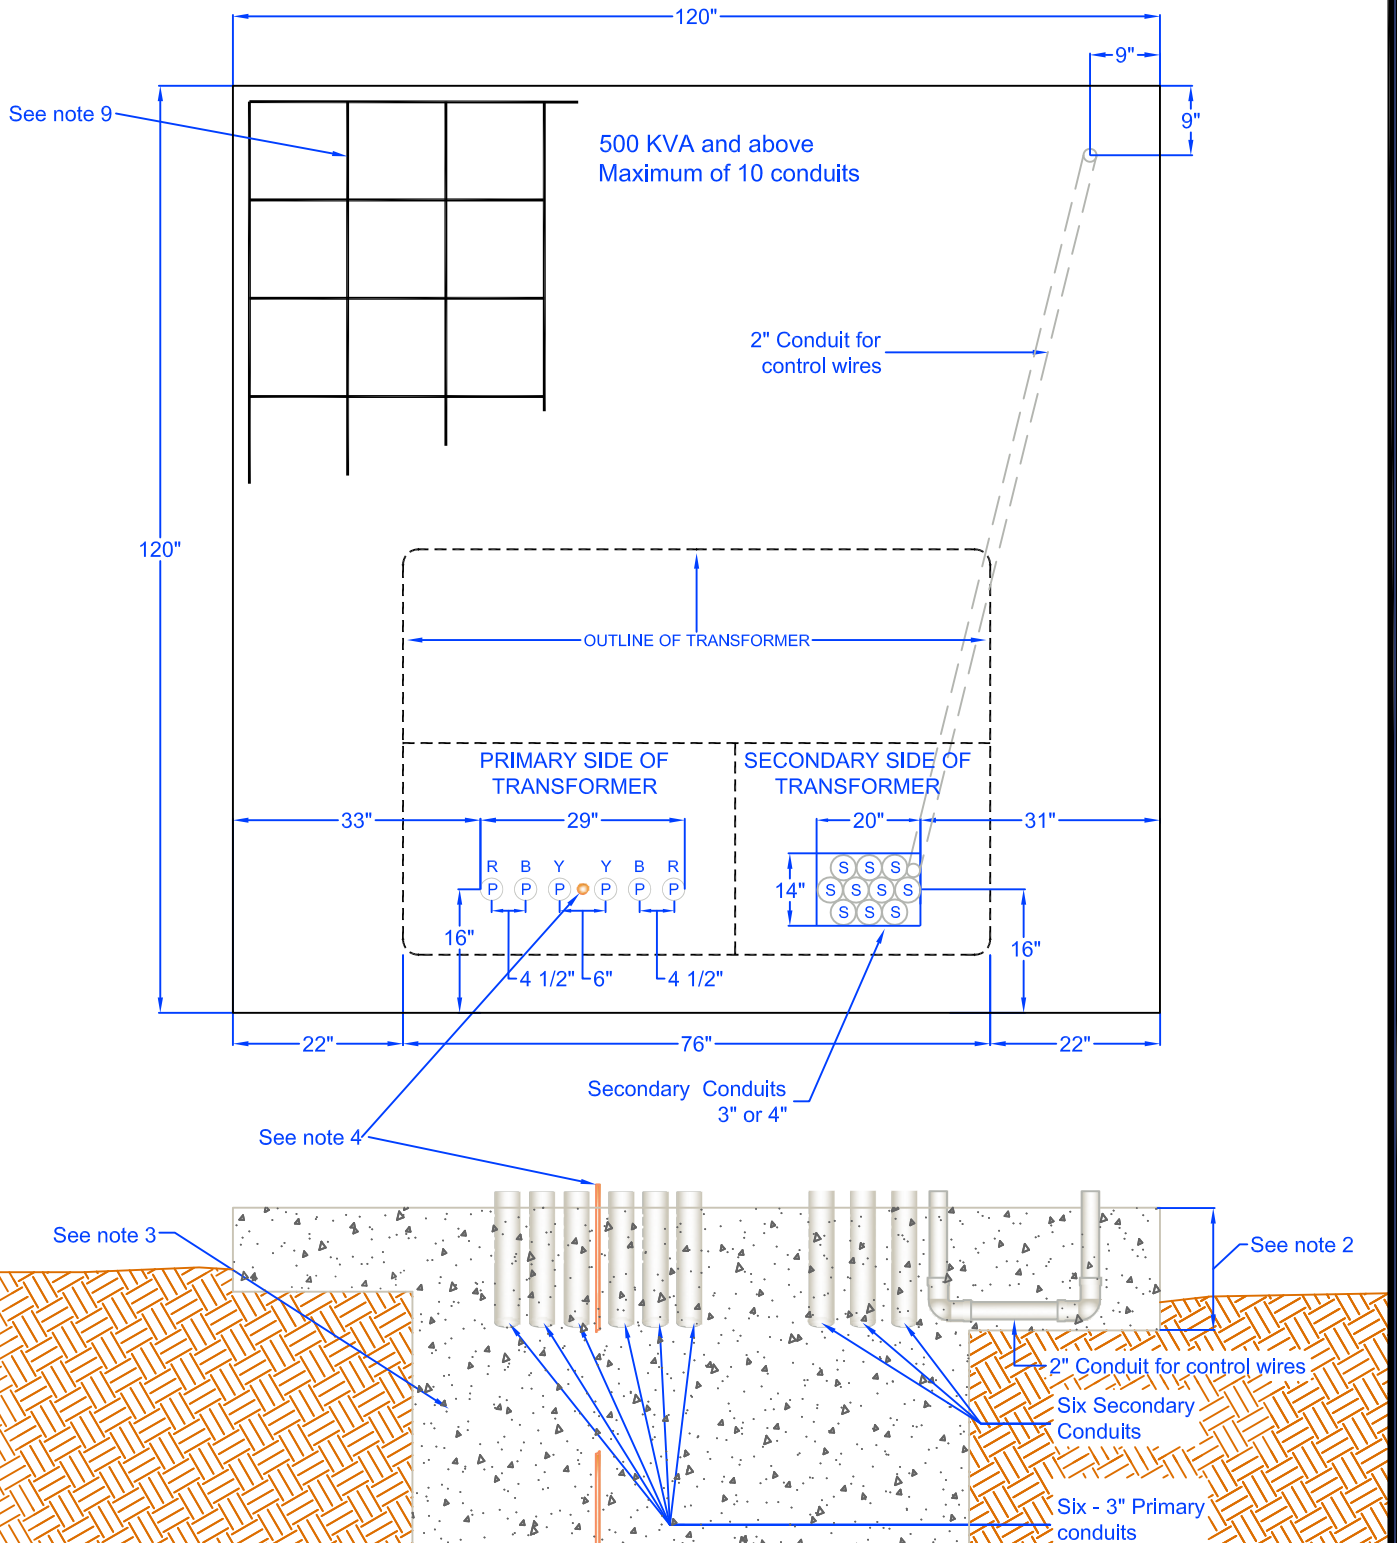 120"
9"
See note 9
9"
500 KVA and above
Maximum of 10 conduits
2" Conduit for
control wires
120"
OUTLINE OF TRANSFORMER
PRIMARY SIDE OF
TRANSFORMER
SECONDARY SIDE OF
TRANSFORMER
33"
29"
20"
31"
R B Y Y B R
P P P P P P
S S S
14"
S S S S
S S S
16"
16"
4 1/2"
6"
4 1/2"
22"
76"
22"
Secondary Conduits
3" or 4"
See note 4
See note 3
See note 2
2" Conduit for control wires
Six Secondary
Conduits
Six - 3" Primary
conduits